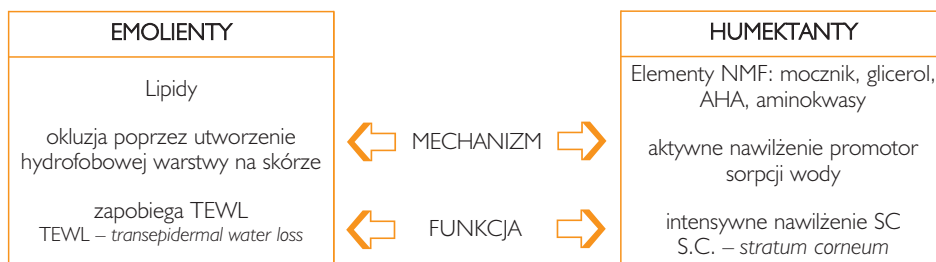 EMOLIENTY
Lipidy
okluzja poprzez utworzenie
hydrofobowej warstwy na skórze
zapobiega TEWL
TEWL – transepidermal water loss
MECHANIZM
FUNKCJA
HUMEKTANTY
Elementy NMF: mocznik, glicerol,
AHA, aminokwasy
aktywne nawilżenie promotor
sorpcji wody
intensywne nawilżenie SC
S.C. – stratum corneum